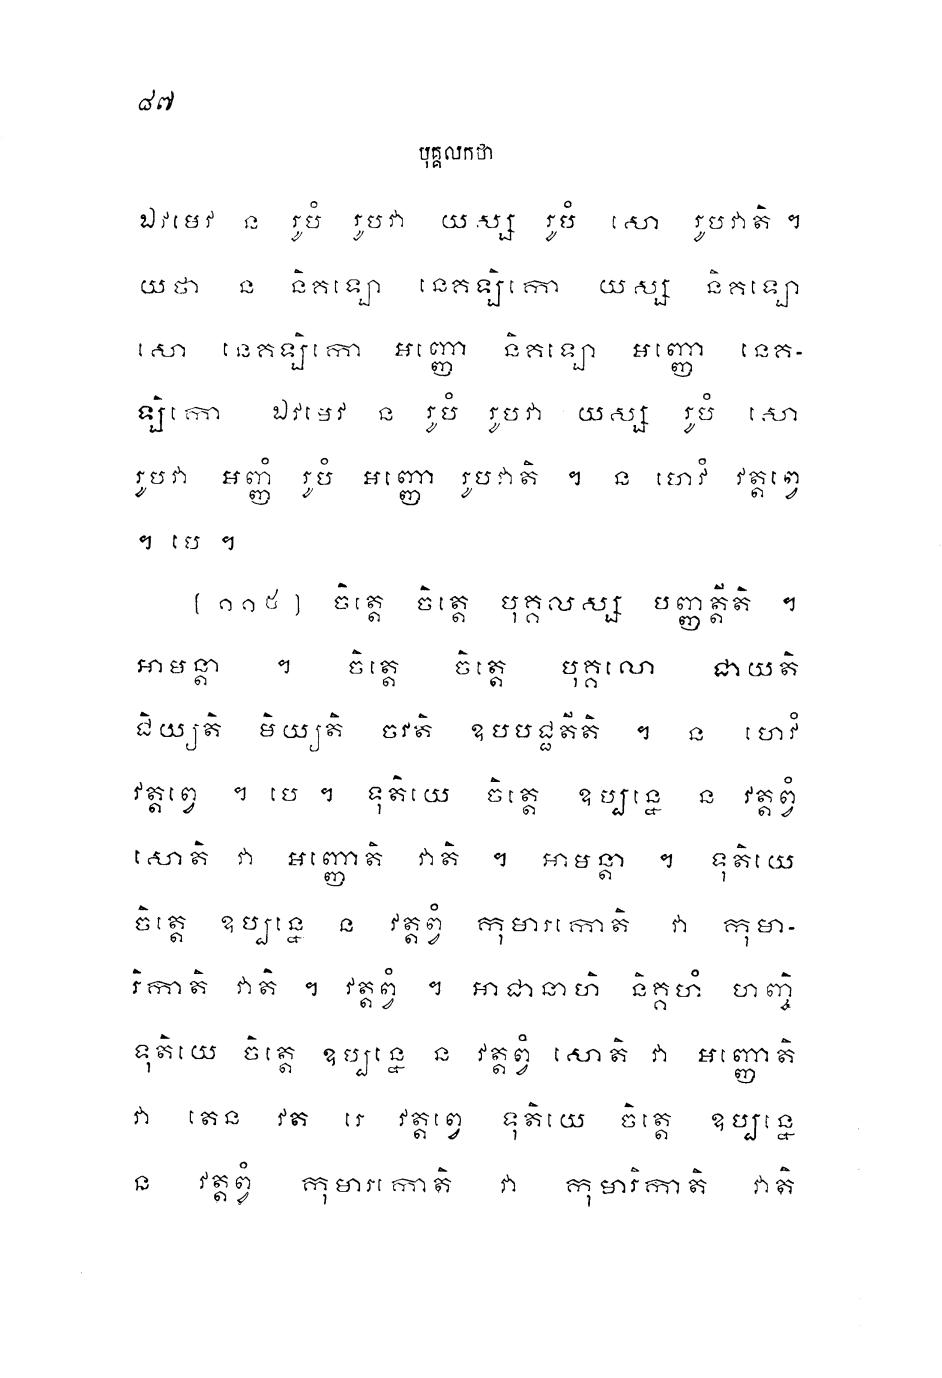 ៨៧
បុគ្គលកថា
ឯវមេវ ន រូបំ រូបវា យស្ស រូបំ សោ រូបវាតិ ។
យថា ន និគឡោ នេគឡិកោ យស្ស និគឡោ
សោ នេគឡិកោ អញ្ញោ និគឡោ អញ្ញោ នេគ-
ឡិកោ ឯវមេវ ន រូបំ រូបវា យស្ស រូបំ សោ
រូបវា អញ្ញំ រូបំ អញ្ញោ រូបវាតិ ។ ន ហេវំ វត្តព្វេ
។ បេ ។
[១១៥] ចិត្តេ ចិត្តេ បុគ្គលស្ស បញ្ញត្តីតិ ។
អាមន្តា ។ ចិត្តេ ចិត្តេ បុគ្គលោ ជាយតិ
ជិយ្យតិ មិយ្យតិ ចវតិ ឧបបជ្ជតីតិ ។ ន ហេវំ
វត្តព្វេ ។ បេ ។ ទុតិយេ ចិត្តេ ឧប្បន្នេ ន វត្តព្វំ
សោតិ វា អញ្ញោតិ វាតិ ។ អាមន្តា ។ ទុតិយេ
ចិត្តេ ឧប្បន្នេ ន វត្តព្វំ កុមារកោតិ វា កុមា-
រិកាតិ វាតិ ។ វត្តព្វំ ។ អាជានាហិ និគ្គហំ ហញ្ចិ
ទុតិយេ ចិត្តេ ឧប្បន្នេ ន វត្តព្វំ សោតិ វា អញ្ញោតិ
វា តេន វត រេ វត្តព្វេ ទុតិយេ ចិត្តេ ឧប្បន្នេ
ន វត្តព្វំ កុមារកោតិ វា កុមារិកាតិ វាតិ